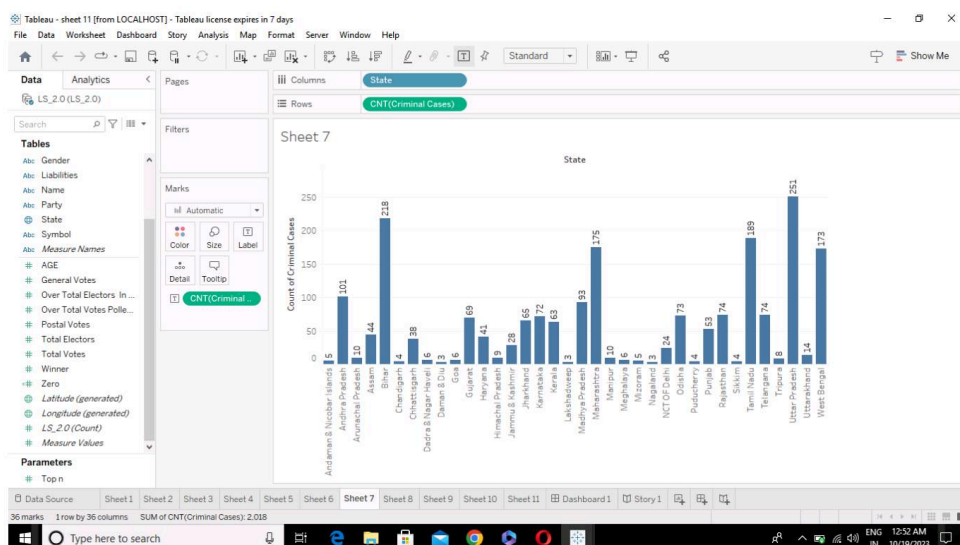 Tableau - sheet 11 [from LOCALHOST] - Tableau license expires in 7 days
File Data Worksheet Dashboard Story Analysis Map Format Server Window Help
Standard
Show Me
Data Analytics
LS_2.0 (LS_2.0)
Search
Tables
Abc Gender
Abc Liabilities
Abc Name
Abc Party
State
Abc Symbol
Abc Measure Names
# AGE
# General Votes
# Over Total Electors In ...
# Over Total Votes Polle...
# Postal Votes
# Total Electors
# Total Votes
# Winner
# Zero
Latitude (generated)
Longitude (generated)
# LS_2.0 (Count)
# Measure Values
Parameters
# Top n
Pages
Filters
Marks
Automatic
Color Size Label
Detail Tooltip
CNT(Criminal ...
Columns State
Rows CNT(Criminal Cases)
Sheet 7
State
Count of Criminal Cases
250
200
150
100
50
0
5
101
10
44
218
4
38
6
3
6
69
41
9
28
65
72
63
3
93
175
10
6
5
3
24
73
4
53
74
4
189
74
8
251
14
173
Andaman & Nicobar Islands
Andhra Pradesh
Arunachal Pradesh
Assam
Bihar
Chandigarh
Chhattisgarh
Dadra & Nagar Haveli
Daman & Diu
Goa
Gujarat
Haryana
Himachal Pradesh
Jammu & Kashmir
Jharkhand
Karnataka
Kerala
Lakshadweep
Madhya Pradesh
Maharashtra
Manipur
Meghalaya
Mizoram
Nagaland
NCT OF Delhi
Odisha
Puducherry
Punjab
Rajasthan
Sikkim
Tamil Nadu
Telangana
Tripura
Uttar Pradesh
Uttarakhand
West Bengal
Data Source Sheet 1 Sheet 2 Sheet 3 Sheet 4 Sheet 5 Sheet 6 Sheet 7 Sheet 8 Sheet 9 Sheet 10 Sheet 11 Dashboard 1 Story 1
36 marks 1 row by 36 columns SUM of CNT(Criminal Cases): 2,018
Type here to search
ENG 12:52 AM
IN 10/19/2023